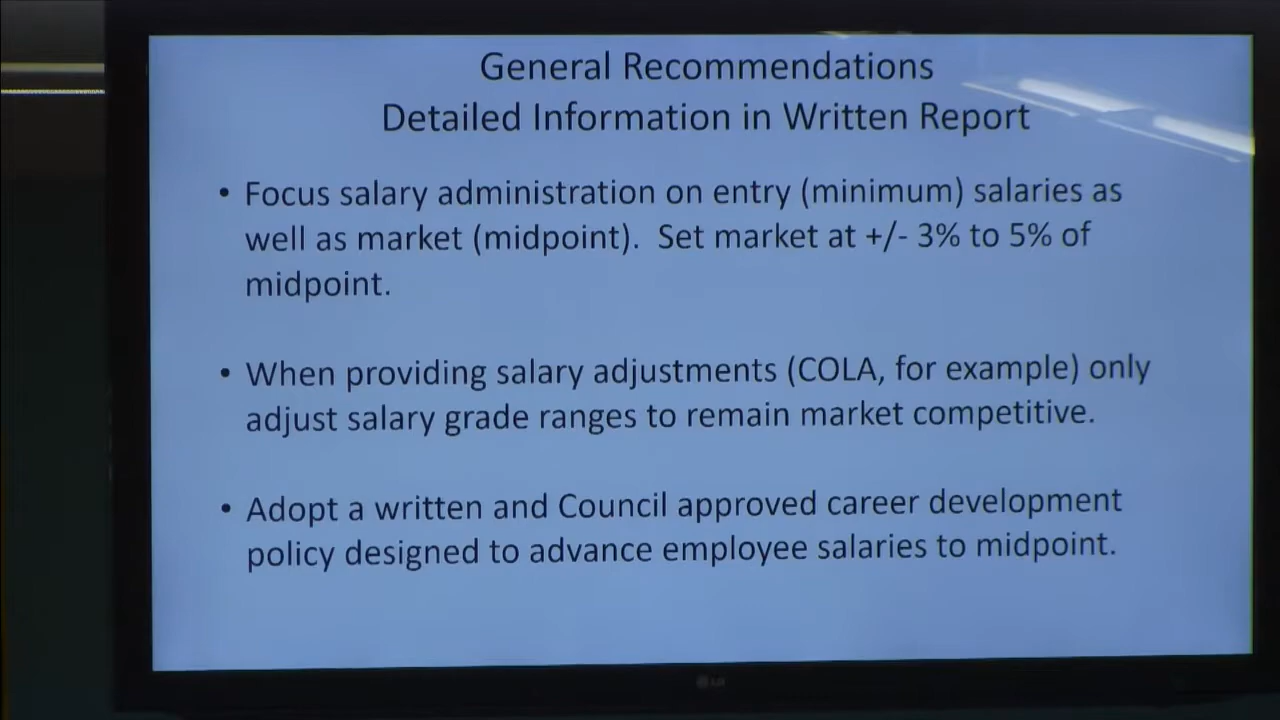 General Recommendations
Detailed Information in Written Report
• Focus salary administration on entry (minimum) salaries as
well as market (midpoint).  Set market at +/- 3% to 5% of
midpoint.
• When providing salary adjustments (COLA, for example) only
adjust salary grade ranges to remain market competitive.
• Adopt a written and Council approved career development
policy designed to advance employee salaries to midpoint.
LG